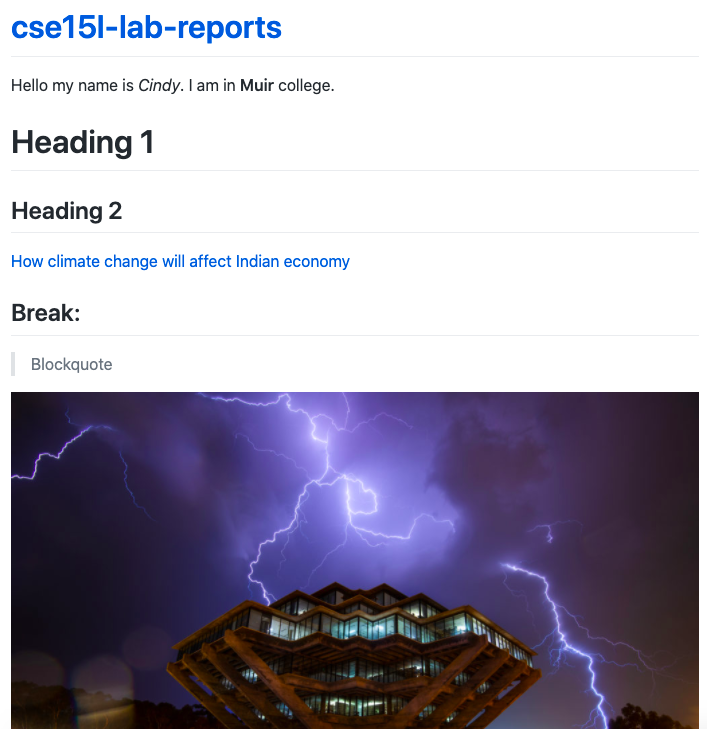 cse15l-lab-reports
Hello my name is Cindy. I am in Muir college.
Heading 1
Heading 2
How climate change will affect Indian economy
Break:
Blockquote